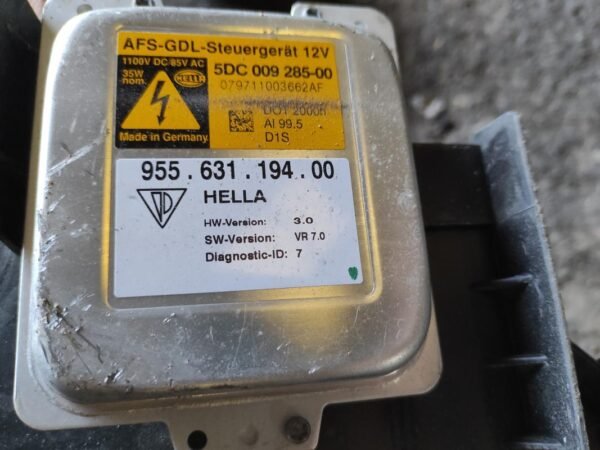 AFS-GDL-Steuergerät 12V
1100V DC/85V AC
35W
nom.
HELLA
5DC 009 285-00
079711003662AF
Made in Germany
DOT 20005
Al 99.5
D1S
955.631.194.00
HELLA
HW-Version: 3.0
SW-Version: VR 7.0
Diagnostic-ID: 7